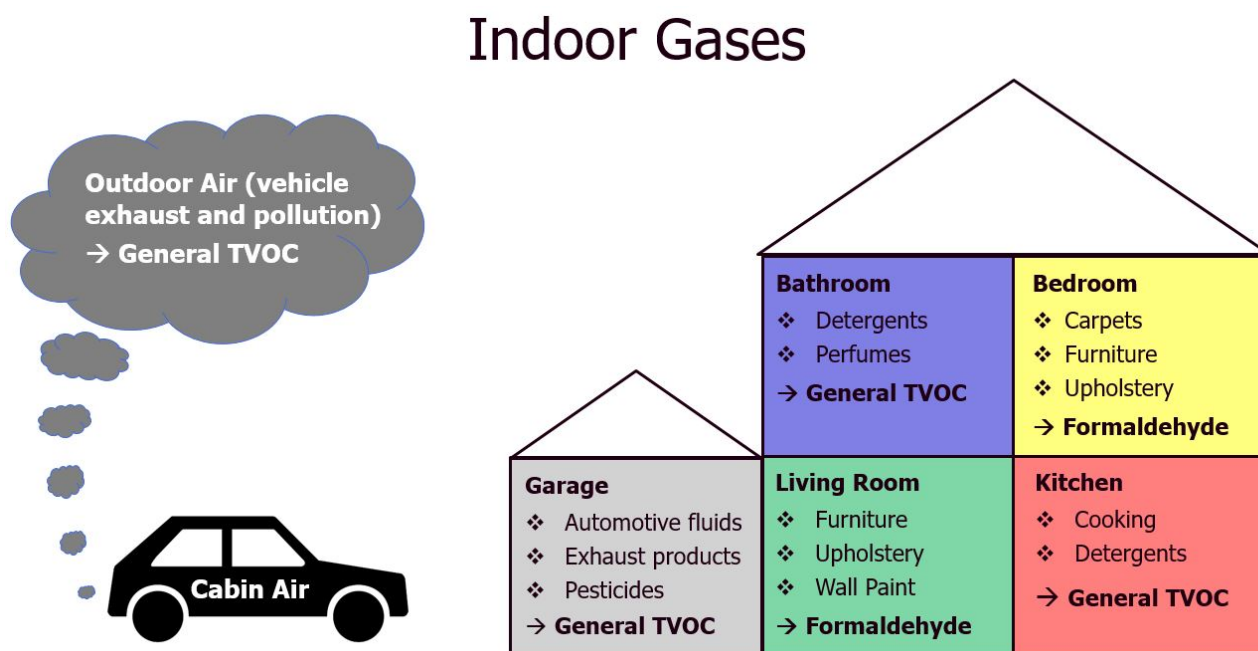 Indoor Gases
Outdoor Air (vehicle
exhaust and pollution)
→ General TVOC
Cabin Air
Bathroom
❖ Detergents
❖ Perfumes
→ General TVOC
Bedroom
❖ Carpets
❖ Furniture
❖ Upholstery
→ Formaldehyde
Garage
❖ Automotive fluids
❖ Exhaust products
❖ Pesticides
→ General TVOC
Living Room
❖ Furniture
❖ Upholstery
❖ Wall Paint
→ Formaldehyde
Kitchen
❖ Cooking
❖ Detergents
→ General TVOC